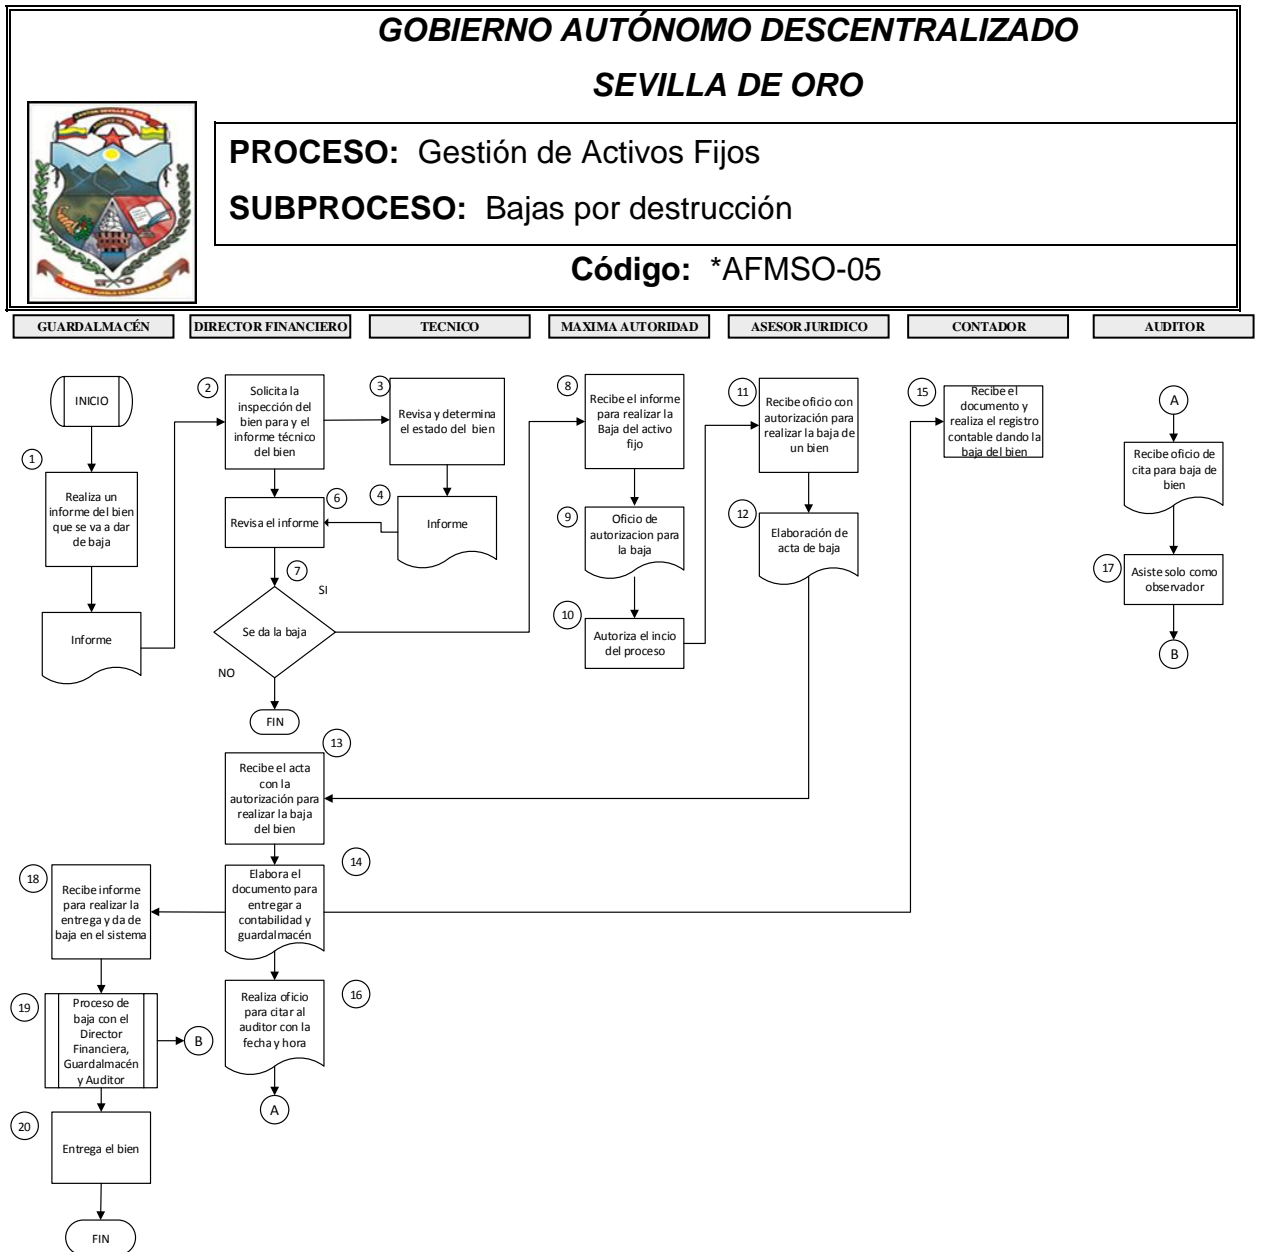 GOBIERNO AUTÓNOMO DESCENTRALIZADO
SEVILLA DE ORO
PROCESO: Gestión de Activos Fijos
SUBPROCESO: Bajas por destrucción
Código: *AFMSO-05
GUARDALMACÉN
DIRECTOR FINANCIERO
TECNICO
MAXIMA AUTORIDAD
ASESOR JURIDICO
CONTADOR
AUDITOR
INICIO
1
Realiza un
informe del bien
que se va a dar
de baja
Informe
2
Solicita la
inspección del
bien para y el
informe técnico
del bien
3
Revisa y determina
el estado del bien
4
Informe
6
Revisa el informe
7
Se da la baja
SI
NO
FIN
8
Recibe el informe
para realizar la
Baja del activo
fijo
9
Oficio de
autorizacion para
la baja
10
Autoriza el incio
del proceso
11
Recibe oficio con
autorización para
realizar la baja de
un bien
12
Elaboración de
acta de baja
13
Recibe el acta
con la
autorización para
realizar la baja
del bien
14
Elabora el
documento para
entregar a
contabilidad y
guardalmacén
15
Recibe el
documento y
realiza el registro
contable dando la
baja del bien
16
Realiza oficio
para citar al
auditor con la
fecha y hora
A
A
Recibe oficio de
cita para baja de
bien
17
Asiste solo como
observador
B
18
Recibe informe
para realizar la
entrega y da de
baja en el sistema
19
Proceso de
baja con el
Director
Financiera,
Guardalmacén
y Auditor
B
20
Entrega el bien
FIN